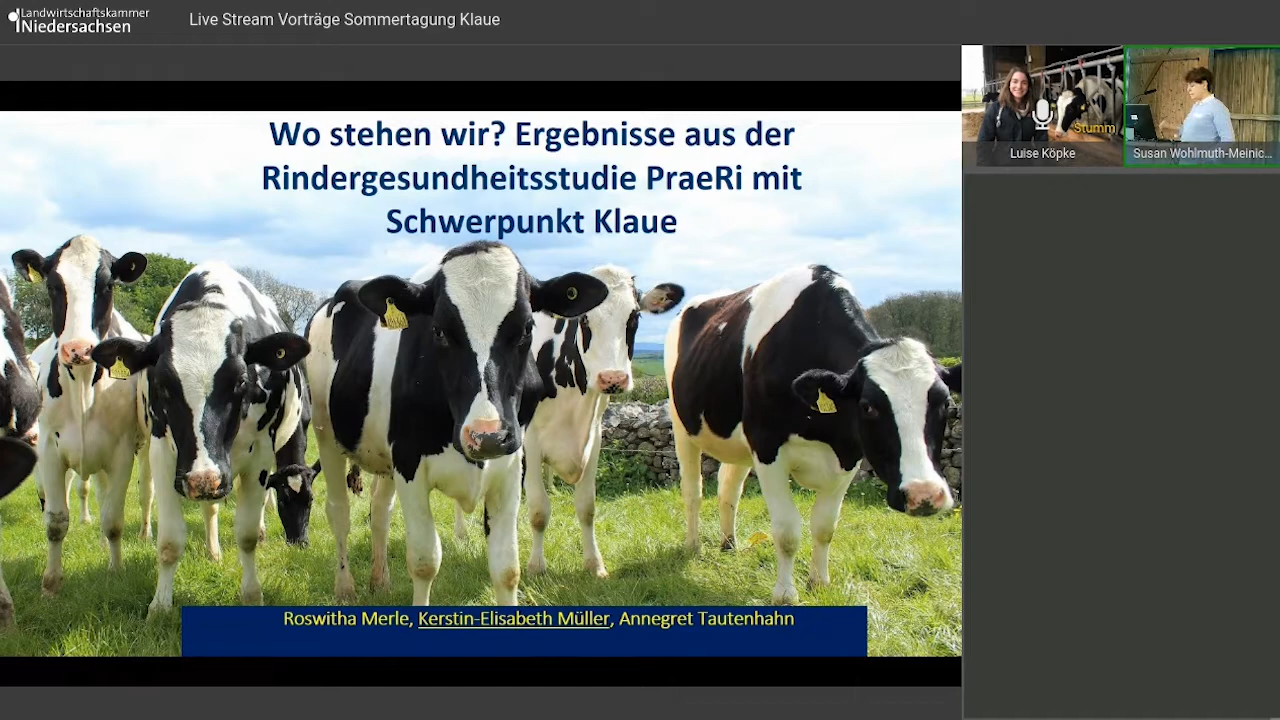 Landwirtschaftskammer
Niedersachsen
Live Stream Vorträge Sommertagung Klaue
Wo stehen wir? Ergebnisse aus der
Rindergesundheitsstudie PraeRi mit
Schwerpunkt Klaue
Roswitha Merle, Kerstin-Elisabeth Müller, Annegret Tautenhahn
Stumm
Luise Köpke
Susan Wohlmuth-Meinic...